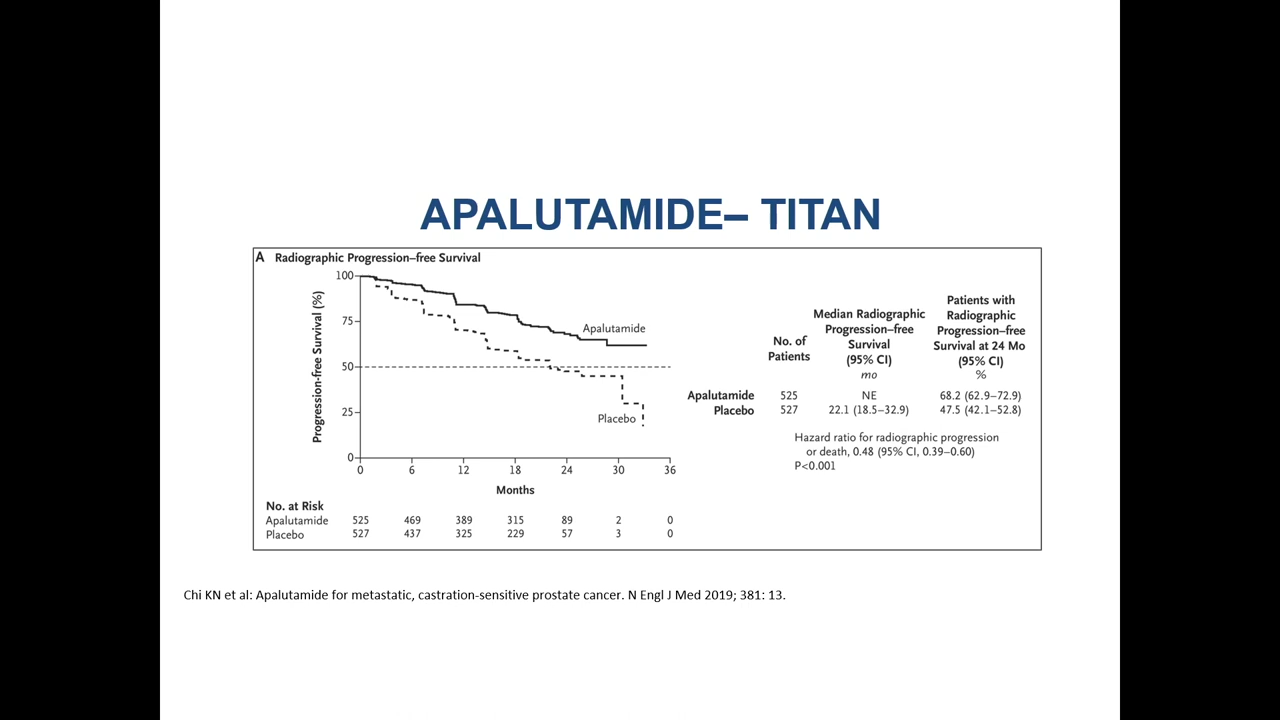 APALUTAMIDE– TITAN
A Radiographic Progression–free Survival
Progression-free Survival (%)
100
75
50
25
0
Apalutamide
Placebo
0 6 12 18 24 30 36
Months
No. at Risk
Apalutamide 525 469 389 315 89 2 0
Placebo 527 437 325 229 57 3 0
No. of
Patients
Median Radiographic
Progression–free
Survival
(95% CI)
mo
Patients with
Radiographic
Progression–free
Survival at 24 Mo
(95% CI)
%
Apalutamide 525 NE 68.2 (62.9–72.9)
Placebo 527 22.1 (18.5–32.9) 47.5 (42.1–52.8)
Hazard ratio for radiographic progression
or death, 0.48 (95% CI, 0.39–0.60)
P<0.001
Chi KN et al: Apalutamide for metastatic, castration-sensitive prostate cancer. N Engl J Med 2019; 381: 13.